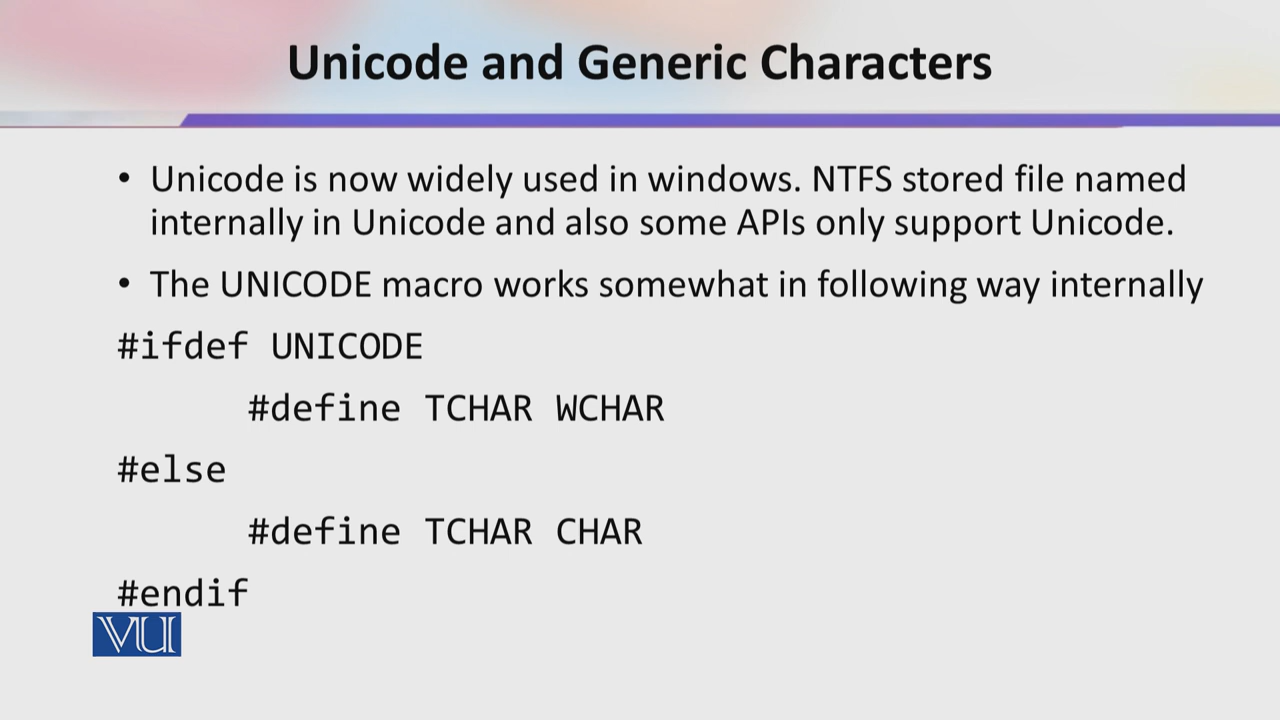 Unicode and Generic Characters
• Unicode is now widely used in windows. NTFS stored file named
internally in Unicode and also some APIs only support Unicode.
• The UNICODE macro works somewhat in following way internally
#ifdef UNICODE
#define TCHAR WCHAR
#else
#define TCHAR CHAR
#endif
VU